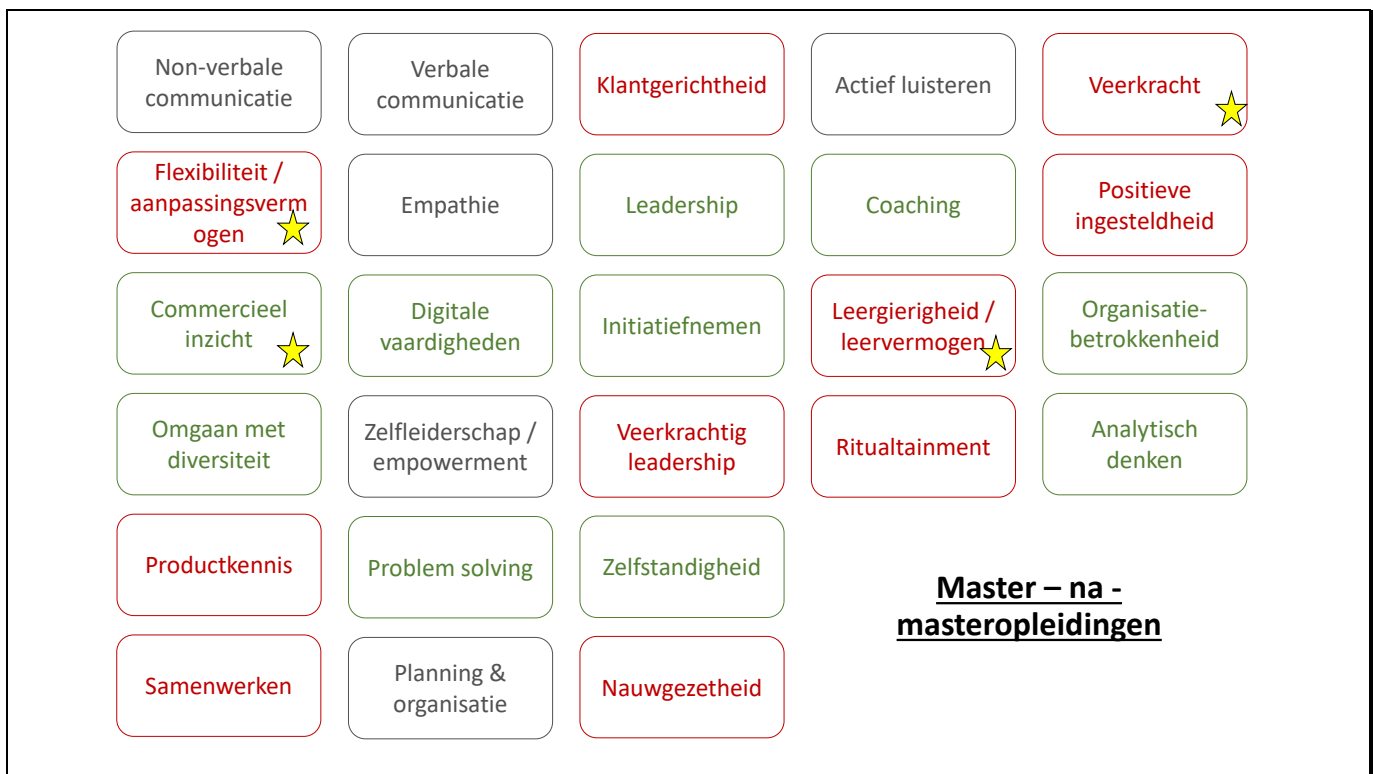 Non-verbale
communicatie
Verbale
communicatie
Klantgerichtheid
Actief luisteren
Veerkracht
Flexibiliteit /
aanpassingsverm
ogen
Empathie
Leadership
Coaching
Positieve
ingesteldheid
Commercieel
inzicht
Digitale
vaardigheden
Initiatiefnemen
Leergierigheid /
leervermogen
Organisatie-
betrokkenheid
Omgaan met
diversiteit
Zelfleiderschap /
empowerment
Veerkrachtig
leadership
Ritualtainment
Analytisch
denken
Productkennis
Problem solving
Zelfstandigheid
Master – na -
masteropleidingen
Samenwerken
Planning &
organisatie
Nauwgezetheid